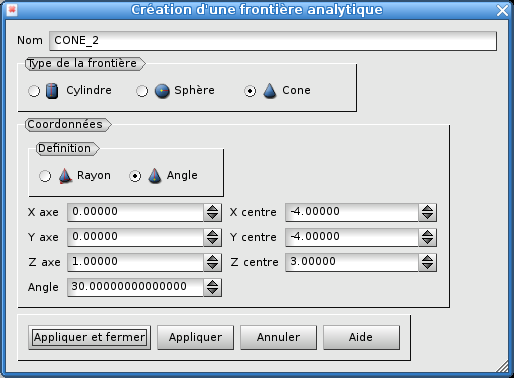 Création d'une frontière analytique
Nom CONE_2
Type de la frontière
Cylindre Sphère Cone
Coordonnées
Definition
Rayon Angle
X axe 0.00000 X centre -4.00000
Y axe 0.00000 Y centre -4.00000
Z axe 1.00000 Z centre 3.00000
Angle 30.00000000000000
Appliquer et fermer Appliquer Annuler Aide